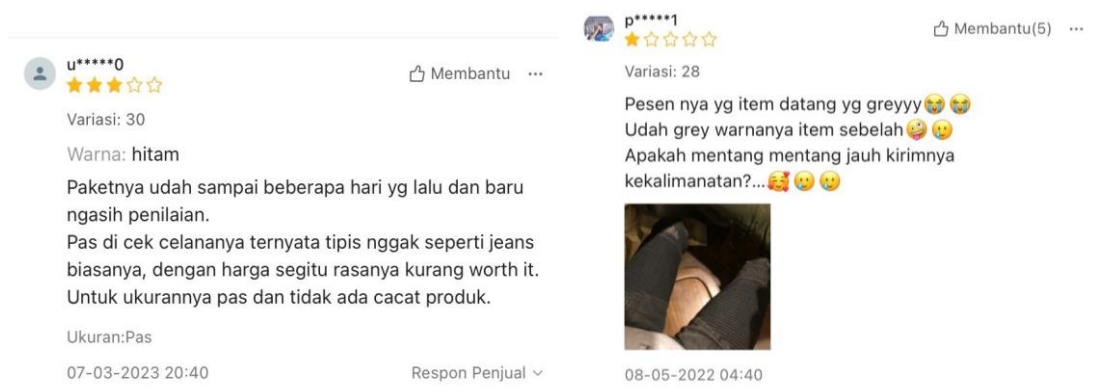 u*****0
Membantu
Variasi: 30
Warna: hitam
Paketnya udah sampai beberapa hari yg lalu dan baru
ngasih penilaian.
Pas di cek celananya ternyata tipis nggak seperti jeans
biasanya, dengan harga segitu rasanya kurang worth it.
Untuk ukurannya pas dan tidak ada cacat produk.
Ukuran:Pas
07-03-2023 20:40
Respon Penjual
p*****1
Membantu(5)
Variasi: 28
Pesen nya yg item datang yg greyyy😭😭
Udah grey warnanya item sebelah🤪🥲
Apakah mentang mentang jauh kirimnya
kekalimanatan?...🥰🥲🥲
08-05-2022 04:40